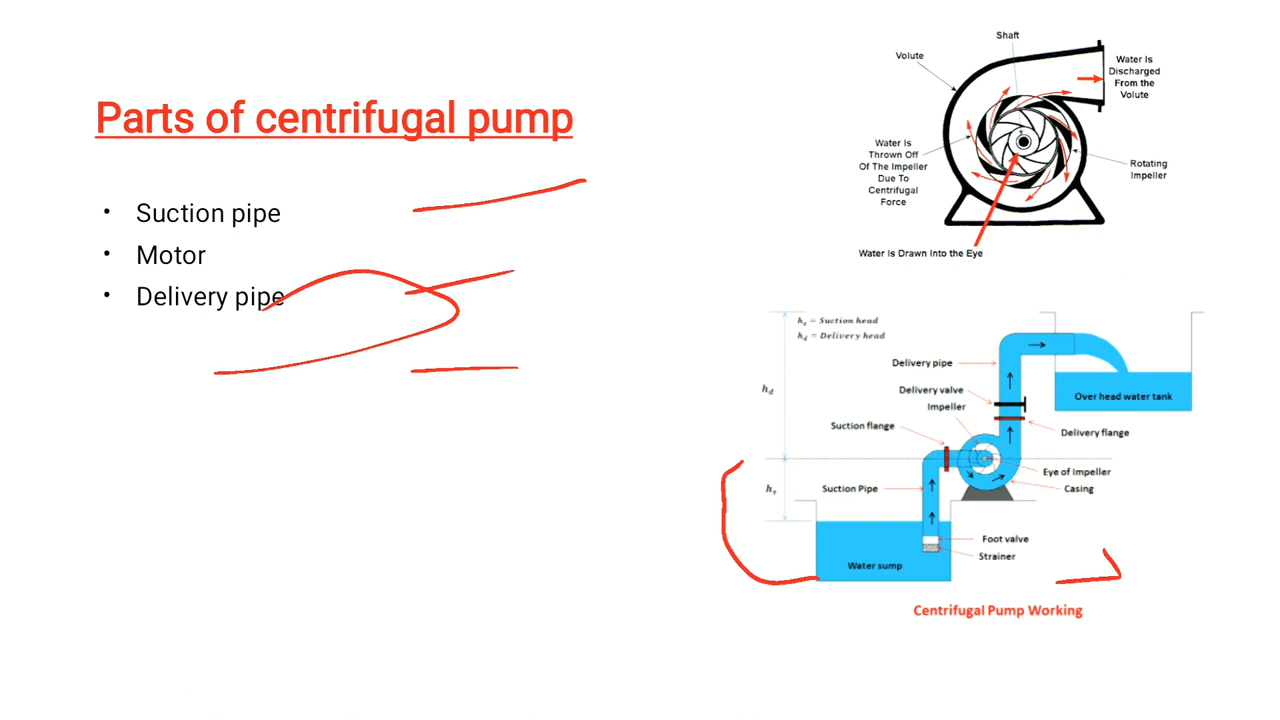 Parts of centrifugal pump
• Suction pipe
• Motor
• Delivery pipe
Shaft
Volute
Water Is
Discharged
From the
Volute
Water Is
Thrown Off
Of The Impeller
Due To
Centrifugal
Force
Rotating
Impeller
Water Is Drawn Into the Eye
hs = Suction head
hd = Delivery head
Delivery pipe
hd
Delivery valve
Over head water tank
Impeller
Suction flange
Delivery flange
Eye of Impeller
hs
Suction Pipe
Casing
Foot valve
Strainer
Water sump
Centrifugal Pump Working